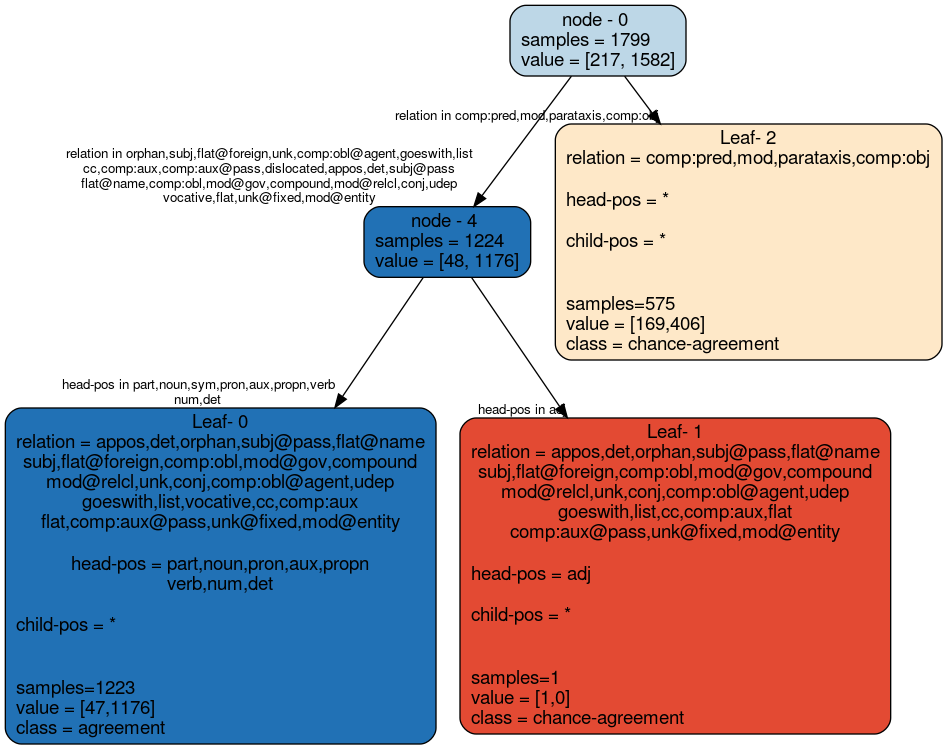 node - 0
samples = 1799
value = [217, 1582]
relation in comp:pred,mod,parataxis,comp:obj
Leaf- 2
relation = comp:pred,mod,parataxis,comp:obj
head-pos = *
child-pos = *
samples=575
value = [169,406]
class = chance-agreement
relation in orphan,subj,flat@foreign,unk,comp:obl@agent,goeswith,list
cc,comp:aux,comp:aux@pass,dislocated,appos,det,subj@pass
flat@name,comp:obl,mod@gov,compound,mod@relcl,conj,udep
vocative,flat,unk@fixed,mod@entity
node - 4
samples = 1224
value = [48, 1176]
head-pos in part,noun,sym,pron,aux,propn,verb
num,det
Leaf- 0
relation = appos,det,orphan,subj@pass,flat@name
subj,flat@foreign,comp:obl,mod@gov,compound
mod@relcl,unk,conj,comp:obl@agent,udep
goeswith,list,vocative,cc,comp:aux
flat,comp:aux@pass,unk@fixed,mod@entity
head-pos = part,noun,pron,aux,propn
verb,num,det
child-pos = *
samples=1223
value = [47,1176]
class = agreement
head-pos in adj
Leaf- 1
relation = appos,det,orphan,subj@pass,flat@name
subj,flat@foreign,comp:obl,mod@gov,compound
mod@relcl,unk,conj,comp:obl@agent,udep
goeswith,list,cc,comp:aux,flat
comp:aux@pass,unk@fixed,mod@entity
head-pos = adj
child-pos = *
samples=1
value = [1,0]
class = chance-agreement